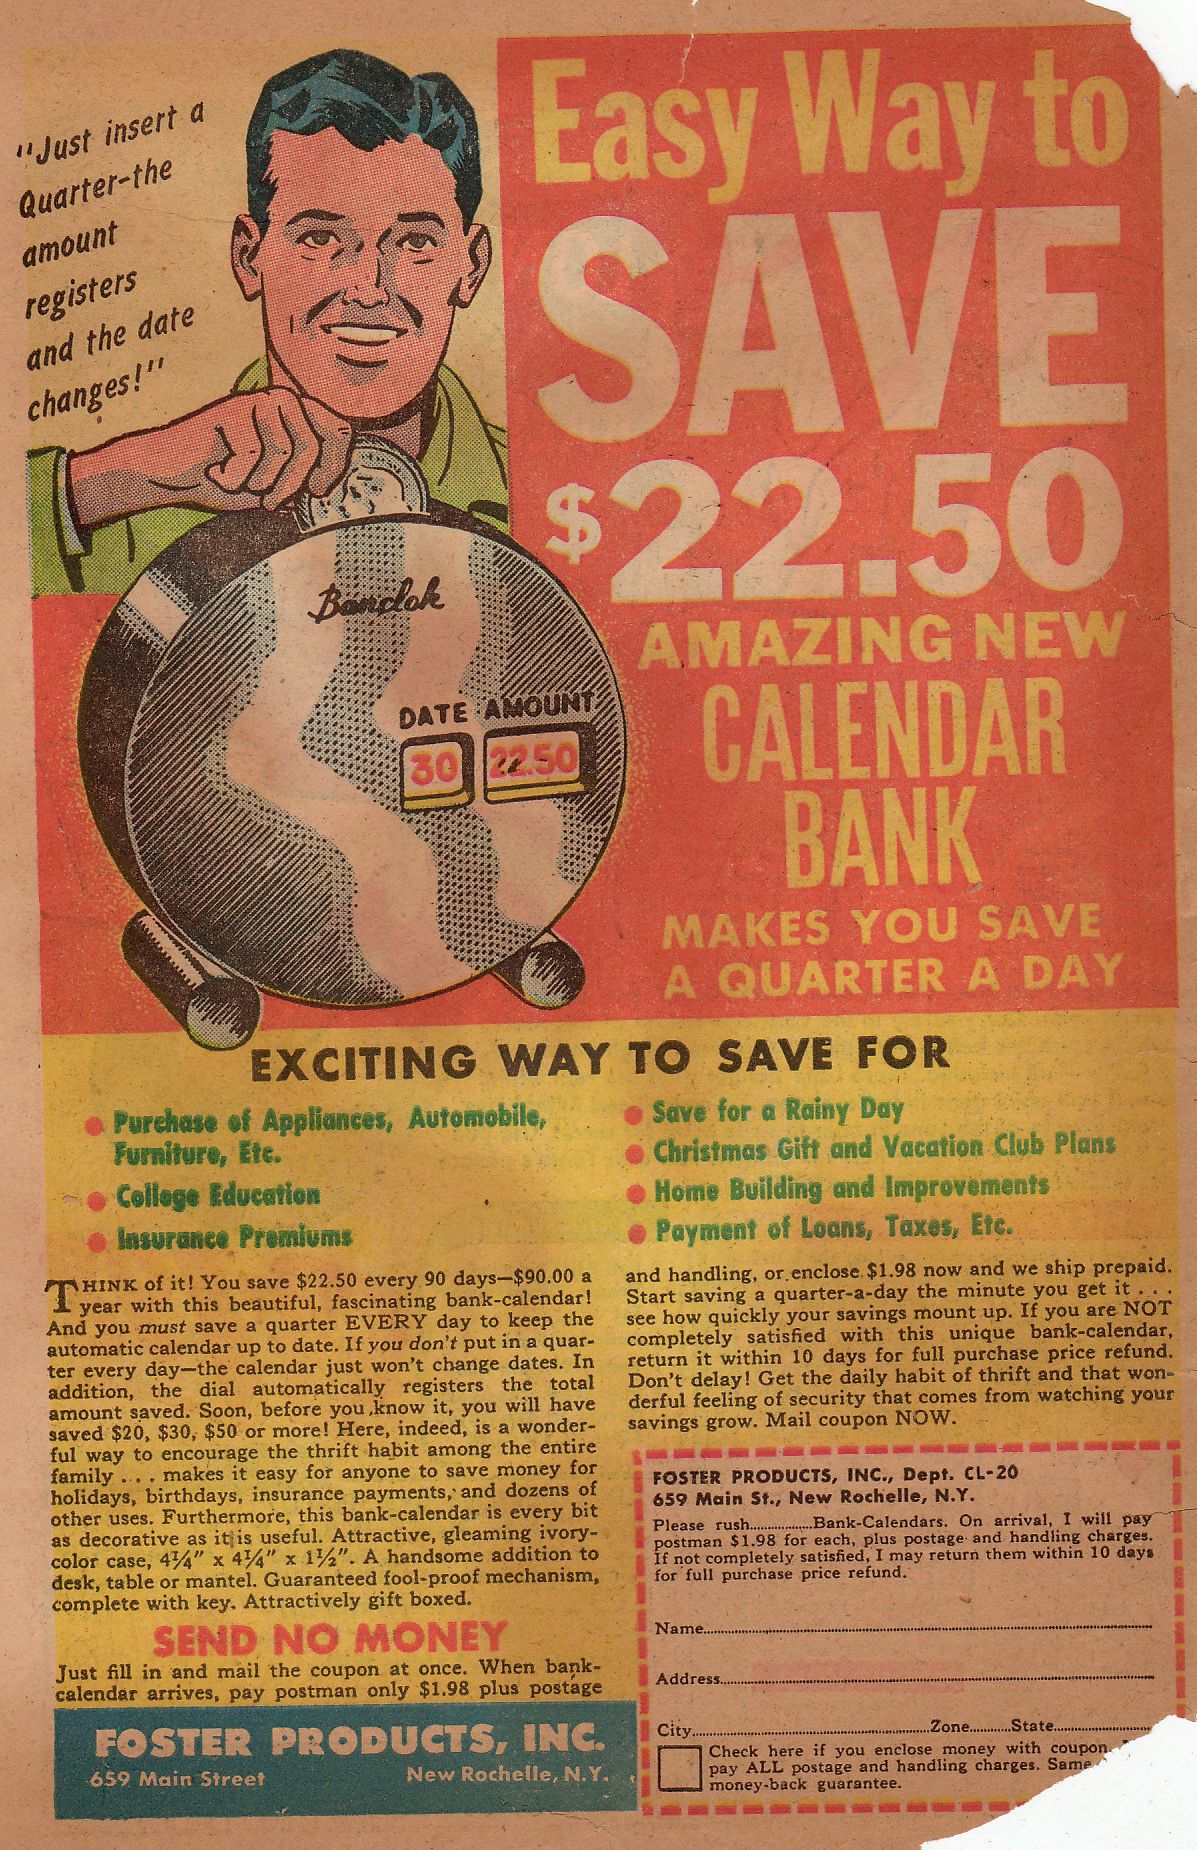 "Just insert a
Quarter-the
amount
registers
and the date
changes!"
Easy Way to
SAVE
$22.50
AMAZING NEW
CALENDAR
BANK
MAKES YOU SAVE
A QUARTER A DAY
Banclok
DATE AMOUNT
30 22.50
EXCITING WAY TO SAVE FOR
• Purchase of Appliances, Automobile,
Furniture, Etc.
• College Education
• Insurance Premiums
• Save for a Rainy Day
• Christmas Gift and Vacation Club Plans
• Home Building and Improvements
• Payment of Loans, Taxes, Etc.
THINK of it! You save $22.50 every 90 days—$90.00 a
year with this beautiful, fascinating bank-calendar!
And you must save a quarter EVERY day to keep the
automatic calendar up to date. If you don't put in a quar-
ter every day—the calendar just won't change dates. In
addition, the dial automatically registers the total
amount saved. Soon, before you know it, you will have
saved $20, $30, $50 or more! Here, indeed, is a wonder-
ful way to encourage the thrift habit among the entire
family . . . makes it easy for anyone to save money for
holidays, birthdays, insurance payments, and dozens of
other uses. Furthermore, this bank-calendar is every bit
as decorative as it is useful. Attractive, gleaming ivory-
color case, 4¼" x 4¼" x 1½". A handsome addition to
desk, table or mantel. Guaranteed fool-proof mechanism,
complete with key. Attractively gift boxed.
SEND NO MONEY
Just fill in and mail the coupon at once. When bank-
calendar arrives, pay postman only $1.98 plus postage
and handling, or enclose $1.98 now and we ship prepaid.
Start saving a quarter-a-day the minute you get it . . .
see how quickly your savings mount up. If you are NOT
completely satisfied with this unique bank-calendar,
return it within 10 days for full purchase price refund.
Don't delay! Get the daily habit of thrift and that won-
derful feeling of security that comes from watching your
savings grow. Mail coupon NOW.
FOSTER PRODUCTS, INC.
659 Main Street New Rochelle, N.Y.
FOSTER PRODUCTS, INC., Dept. CL-20
659 Main St., New Rochelle, N.Y.
Please rush..............Bank-Calendars. On arrival, I will pay
postman $1.98 for each, plus postage and handling charges.
If not completely satisfied, I may return them within 10 days
for full purchase price refund.
Name..............
Address..............
City..............Zone..........State..............
Check here if you enclose money with coupon.
pay ALL postage and handling charges. Same
money-back guarantee.